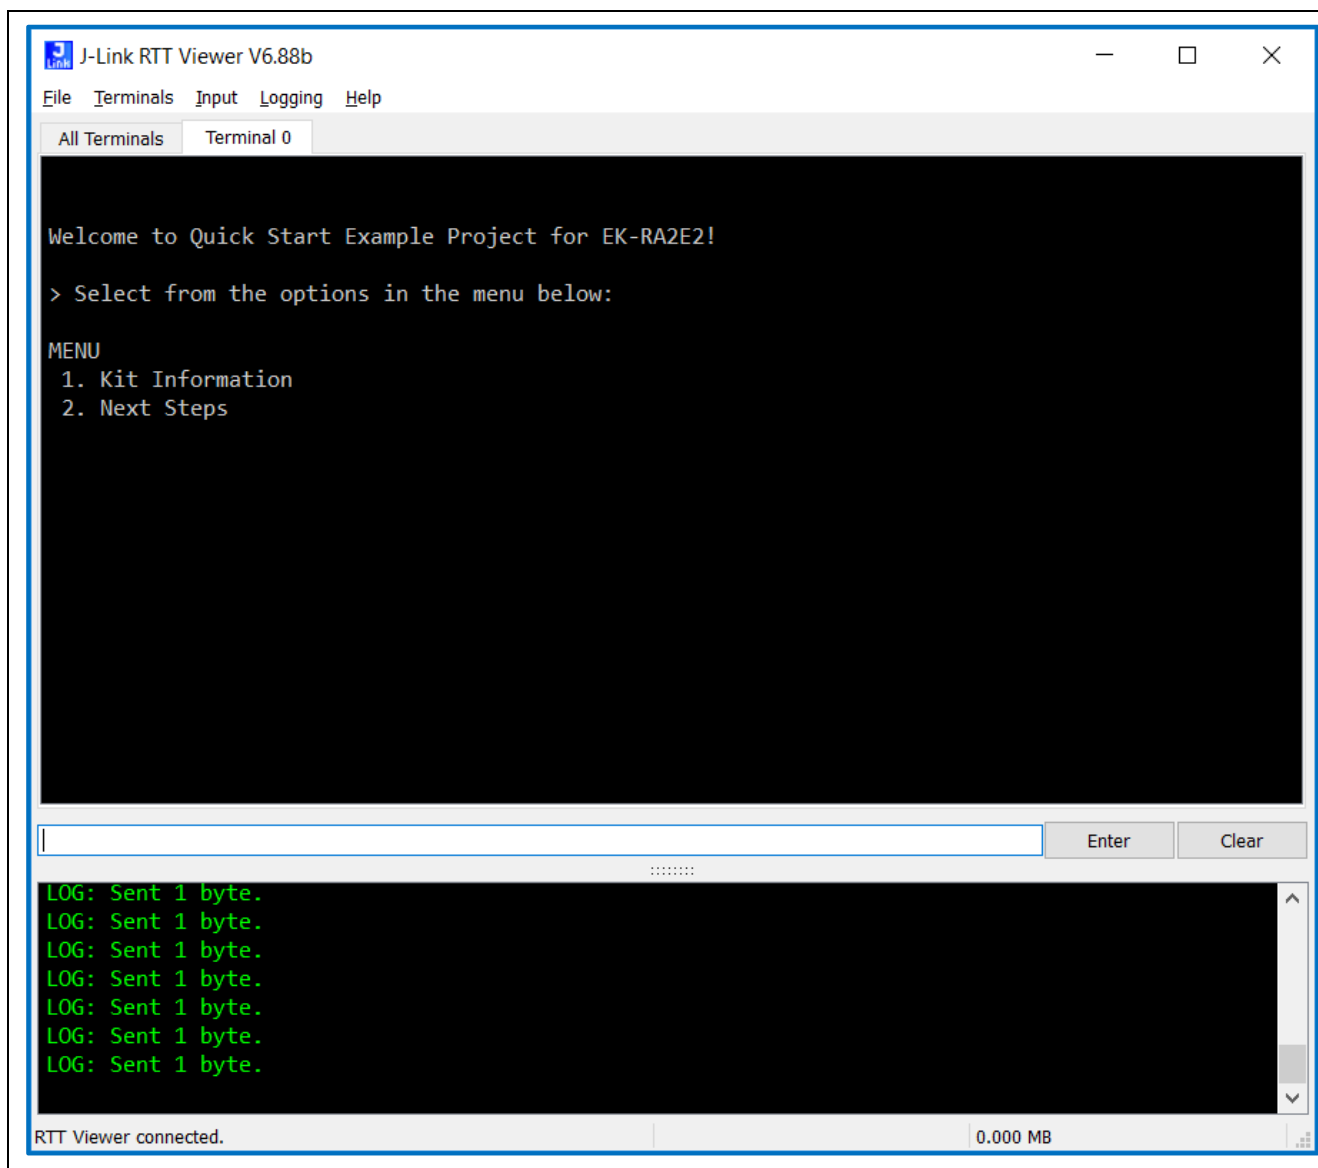 J-Link RTT Viewer V6.88b
File Terminals Input Logging Help
All Terminals Terminal 0
Welcome to Quick Start Example Project for EK-RA2E2!
> Select from the options in the menu below:
MENU
1. Kit Information
2. Next Steps
Enter Clear
LOG: Sent 1 byte.
LOG: Sent 1 byte.
LOG: Sent 1 byte.
LOG: Sent 1 byte.
LOG: Sent 1 byte.
LOG: Sent 1 byte.
LOG: Sent 1 byte.
RTT Viewer connected. 0.000 MB